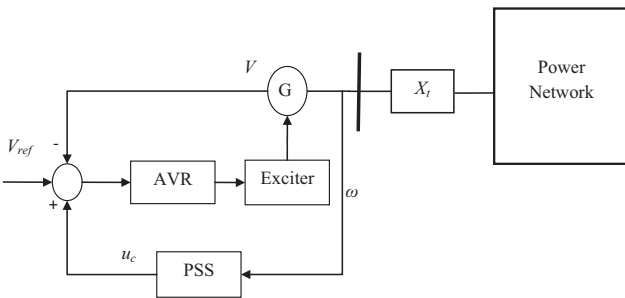 V
G
X_t
Power
Network
-
V_ref
AVR
Exciter
+
ω
u_c
PSS